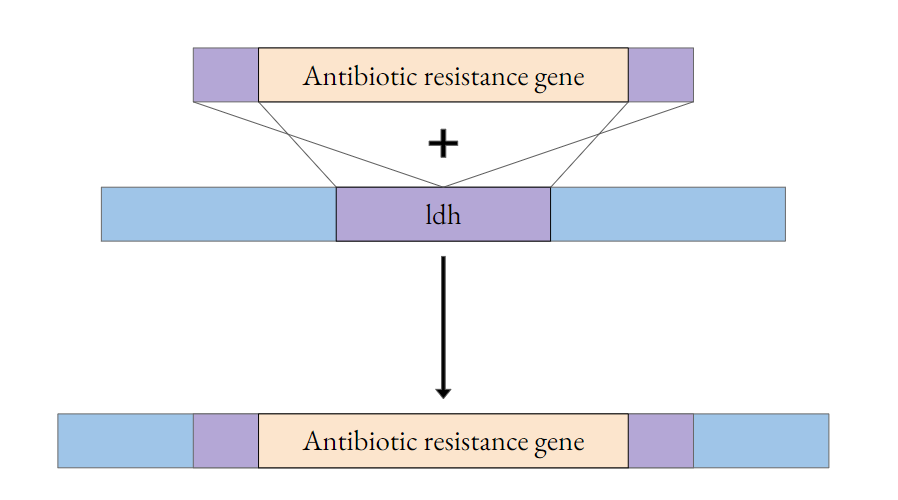 Antibiotic resistance gene
+
ldh
Antibiotic resistance gene